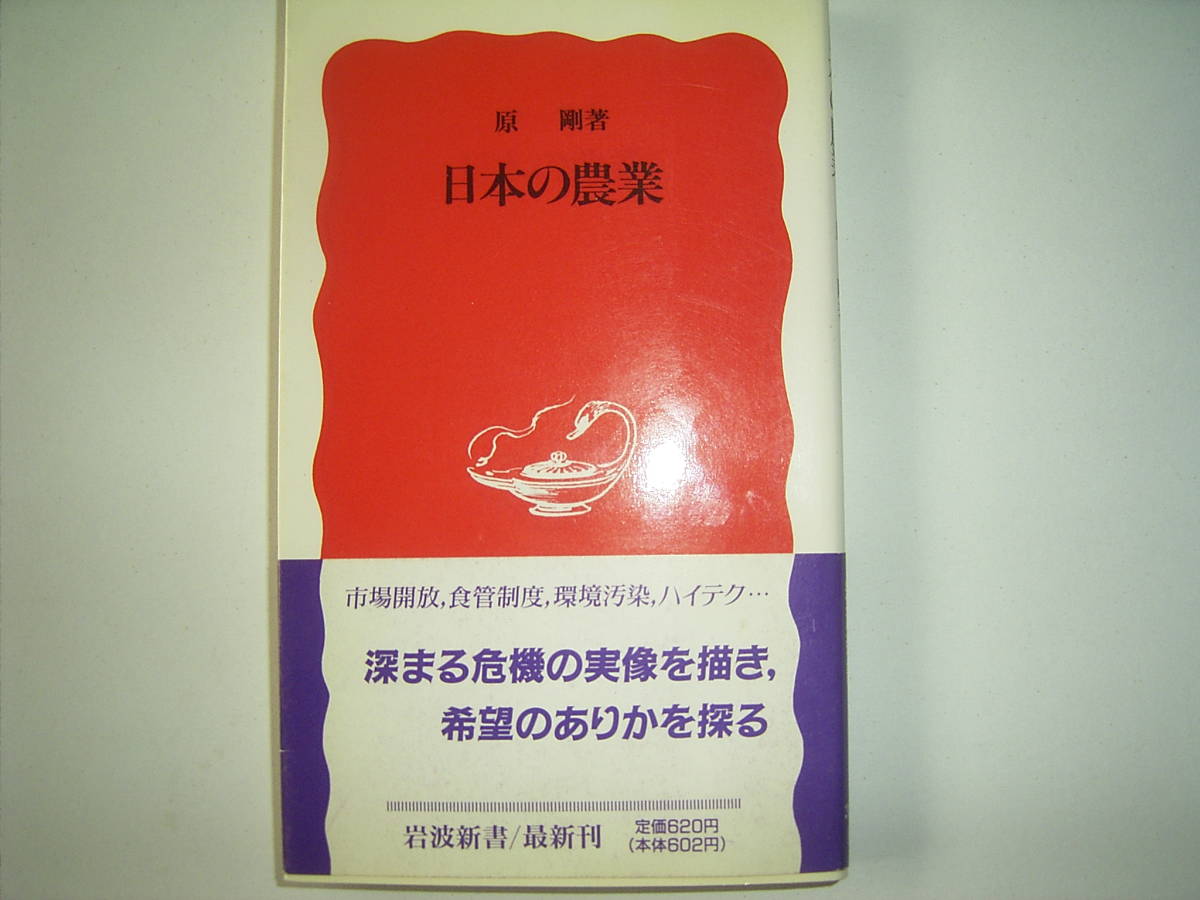 原 剛著
日本の農業
市場開放,食管制度,環境汚染,ハイテク…
深まる危機の実像を描き,
希望のありかを探る
岩波新書/最新刊
定価620円
(本体602円)